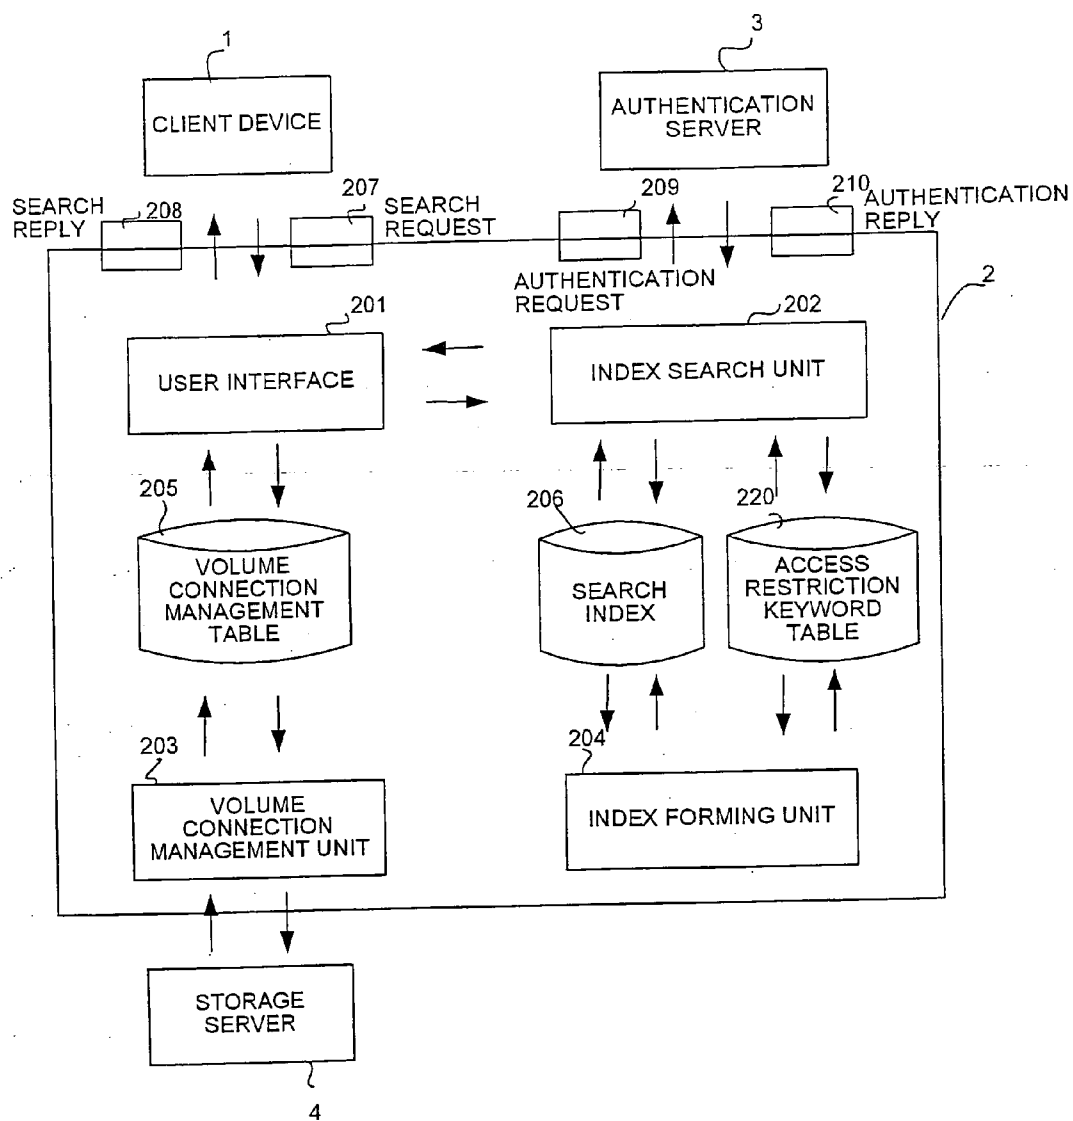 1
3
CLIENT DEVICE
AUTHENTICATION
SERVER
SEARCH
REPLY
208
207
SEARCH
REQUEST
209
210
AUTHENTICATION
REPLY
AUTHENTICATION
REQUEST
2
201
202
USER INTERFACE
INDEX SEARCH UNIT
205
206
220
VOLUME
CONNECTION
MANAGEMENT
TABLE
SEARCH
INDEX
ACCESS
RESTRICTION
KEYWORD
TABLE
203
204
VOLUME
CONNECTION
MANAGEMENT UNIT
INDEX FORMING UNIT
STORAGE
SERVER
4